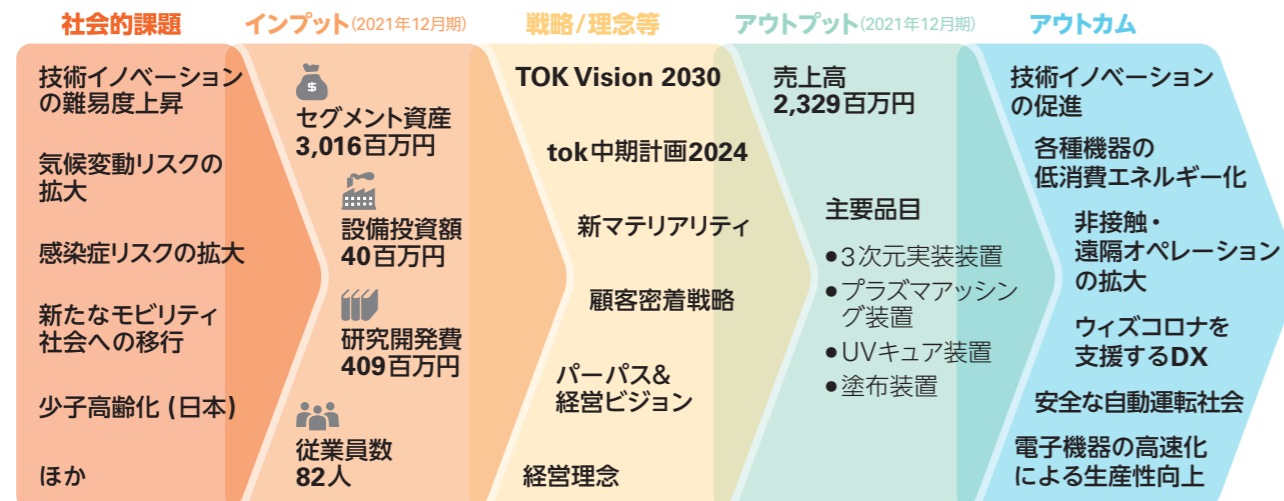 社会的課題
技術イノベーション
の難易度上昇
気候変動リスクの
拡大
感染症リスクの拡大
新たなモビリティ
社会への移行
少子高齢化 (日本)
ほか
インプット(2021年12月期)
$
セグメント資産
3,016百万円
設備投資額
40百万円
研究開発費
409百万円
従業員数
82人
戦略/理念等
TOK Vision 2030
tok中期計画2024
新マテリアリティ
顧客密着戦略
パーパス&
経営ビジョン
経営理念
アウトプット(2021年12月期)
売上高
2,329百万円
主要品目
●3次元実装装置
●プラズマアッシン
グ装置
●UVキュア装置
●塗布装置
アウトカム
技術イノベーション
の促進
各種機器の
低消費エネルギー化
非接触・
遠隔オペレーション
の拡大
ウィズコロナを
支援するDX
安全な自動運転社会
電子機器の高速化
による生産性向上